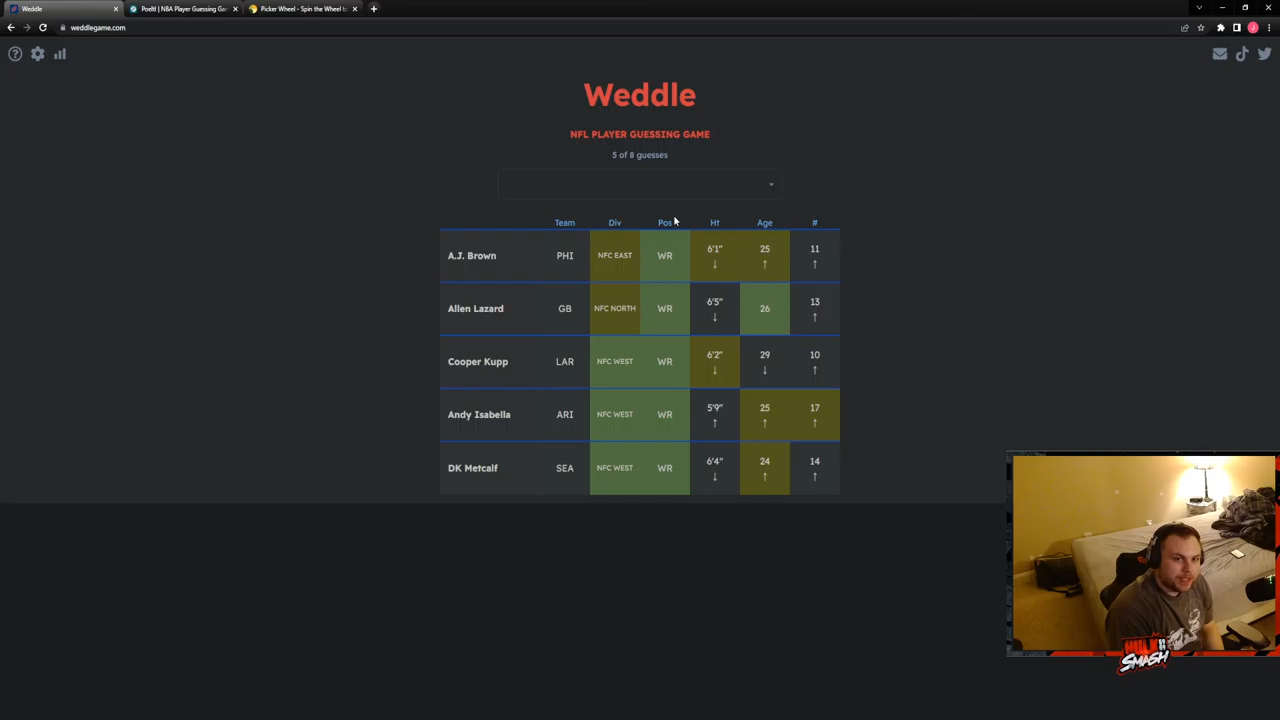 Weddle
Poeltl | NBA Player Guessing Ga
Picker Wheel - Spin the Wheel to
weddlegame.com
Weddle
NFL PLAYER GUESSING GAME
5 of 8 guesses
Team Div Pos Ht Age #
A.J. Brown PHI NFC EAST WR 6'1" ↓ 25 ↑ 11 ↑
Allen Lazard GB NFC NORTH WR 6'5" ↓ 26 13 ↑
Cooper Kupp LAR NFC WEST WR 6'2" ↓ 29 ↓ 10 ↑
Andy Isabella ARI NFC WEST WR 5'9" ↑ 25 ↑ 17 ↑
DK Metcalf SEA NFC WEST WR 6'4" ↓ 24 ↑ 14 ↑
HULK
SMASH